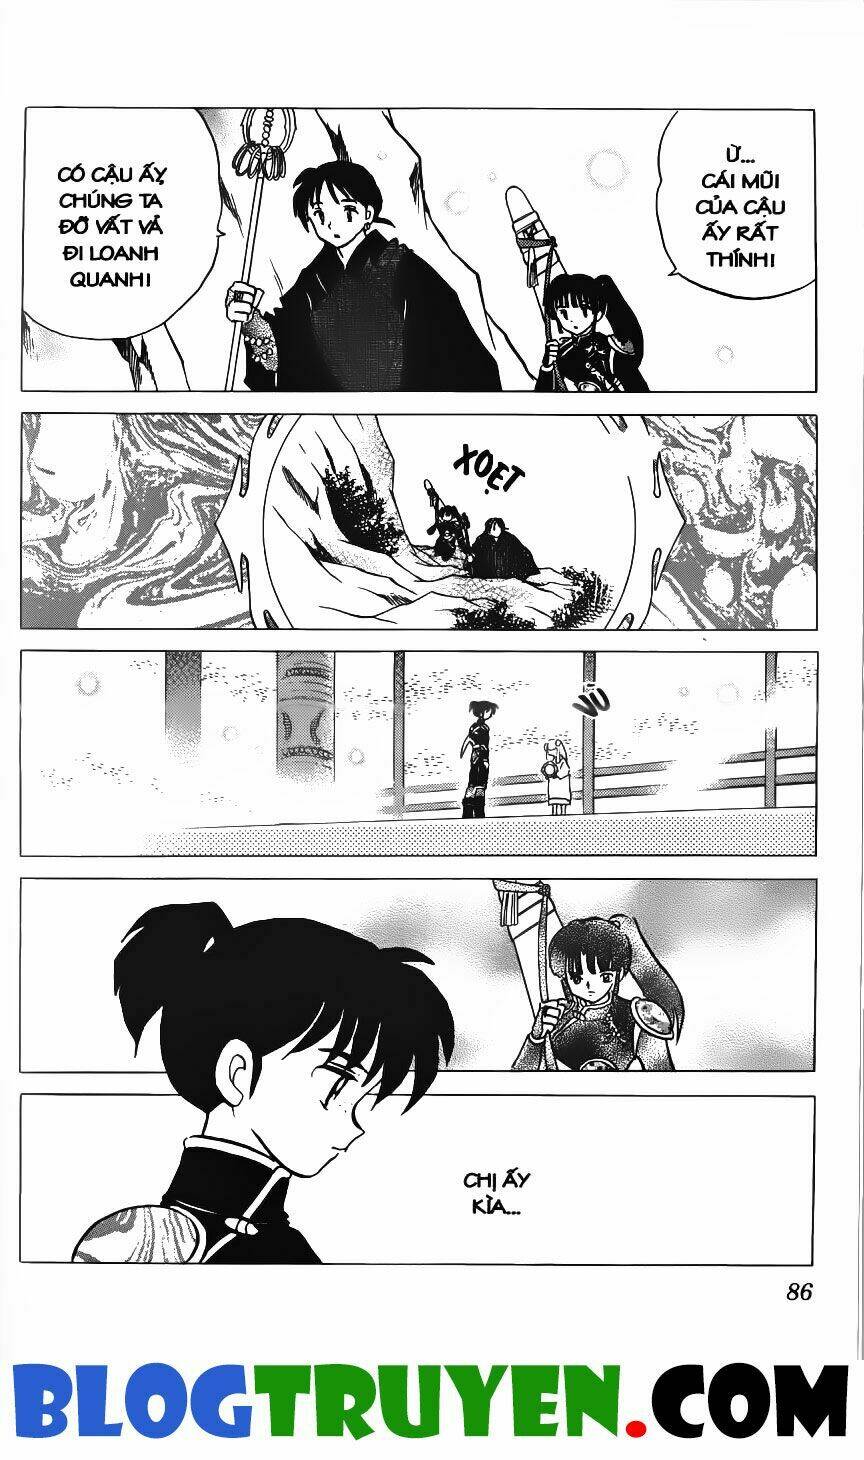 CÓ CẬU ẤY,
CHÚNG TA
ĐỠ VẤT VẢ
ĐI LOANH
QUANH!
Ừ...
CÁI MŨI
CỦA CẬU
ẤY RẤT
THÍNH!
XOẸT
VÙ
CHỊ ẤY
KÌA...
86
BLOGTRUYEN.COM